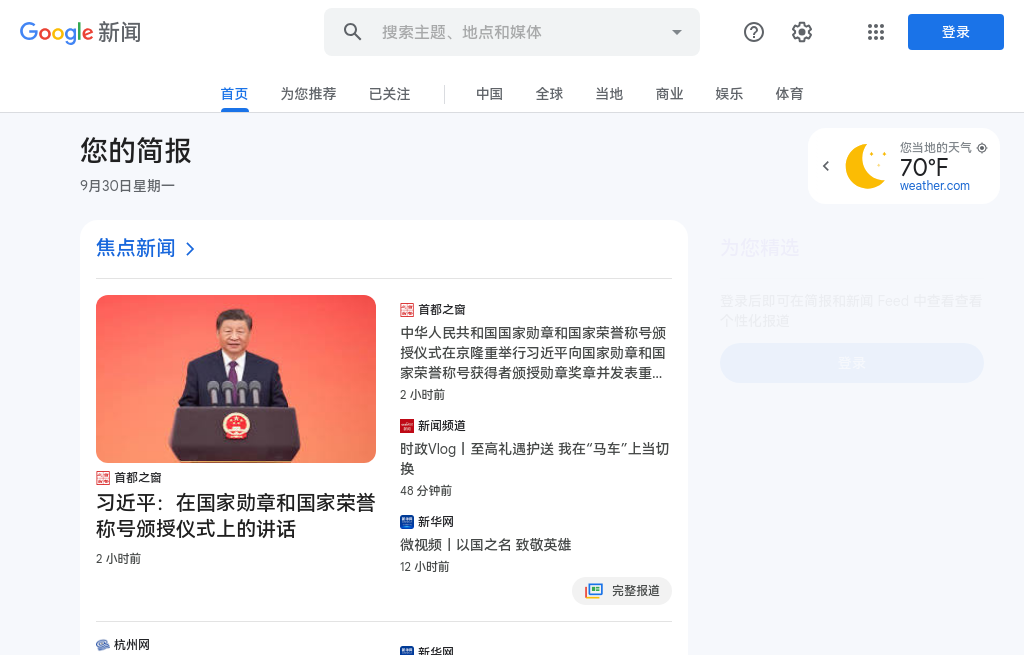 Google 新闻
搜索主题、地点和媒体
登录
首页
为您推荐
已关注
中国
全球
当地
商业
娱乐
体育
您的简报
9月30日星期一
您当地的天气
70°F
weather.com
焦点新闻
首都之窗
习近平：在国家勋章和国家荣誉
称号颁授仪式上的讲话
2 小时前
首都之窗
中华人民共和国国家勋章和国家荣誉称号颁
授仪式在京隆重举行习近平向国家勋章和国
家荣誉称号获得者颁授勋章奖章并发表重...
2 小时前
新闻频道
时政Vlog丨至高礼遇护送 我在“马车”上当切
换
48 分钟前
新华网
微视频丨以国之名 致敬英雄
12 小时前
完整报道
杭州网
新华网
为您精选
登录后即可在简报和新闻 Feed 中查看查看
个性化报道
登录